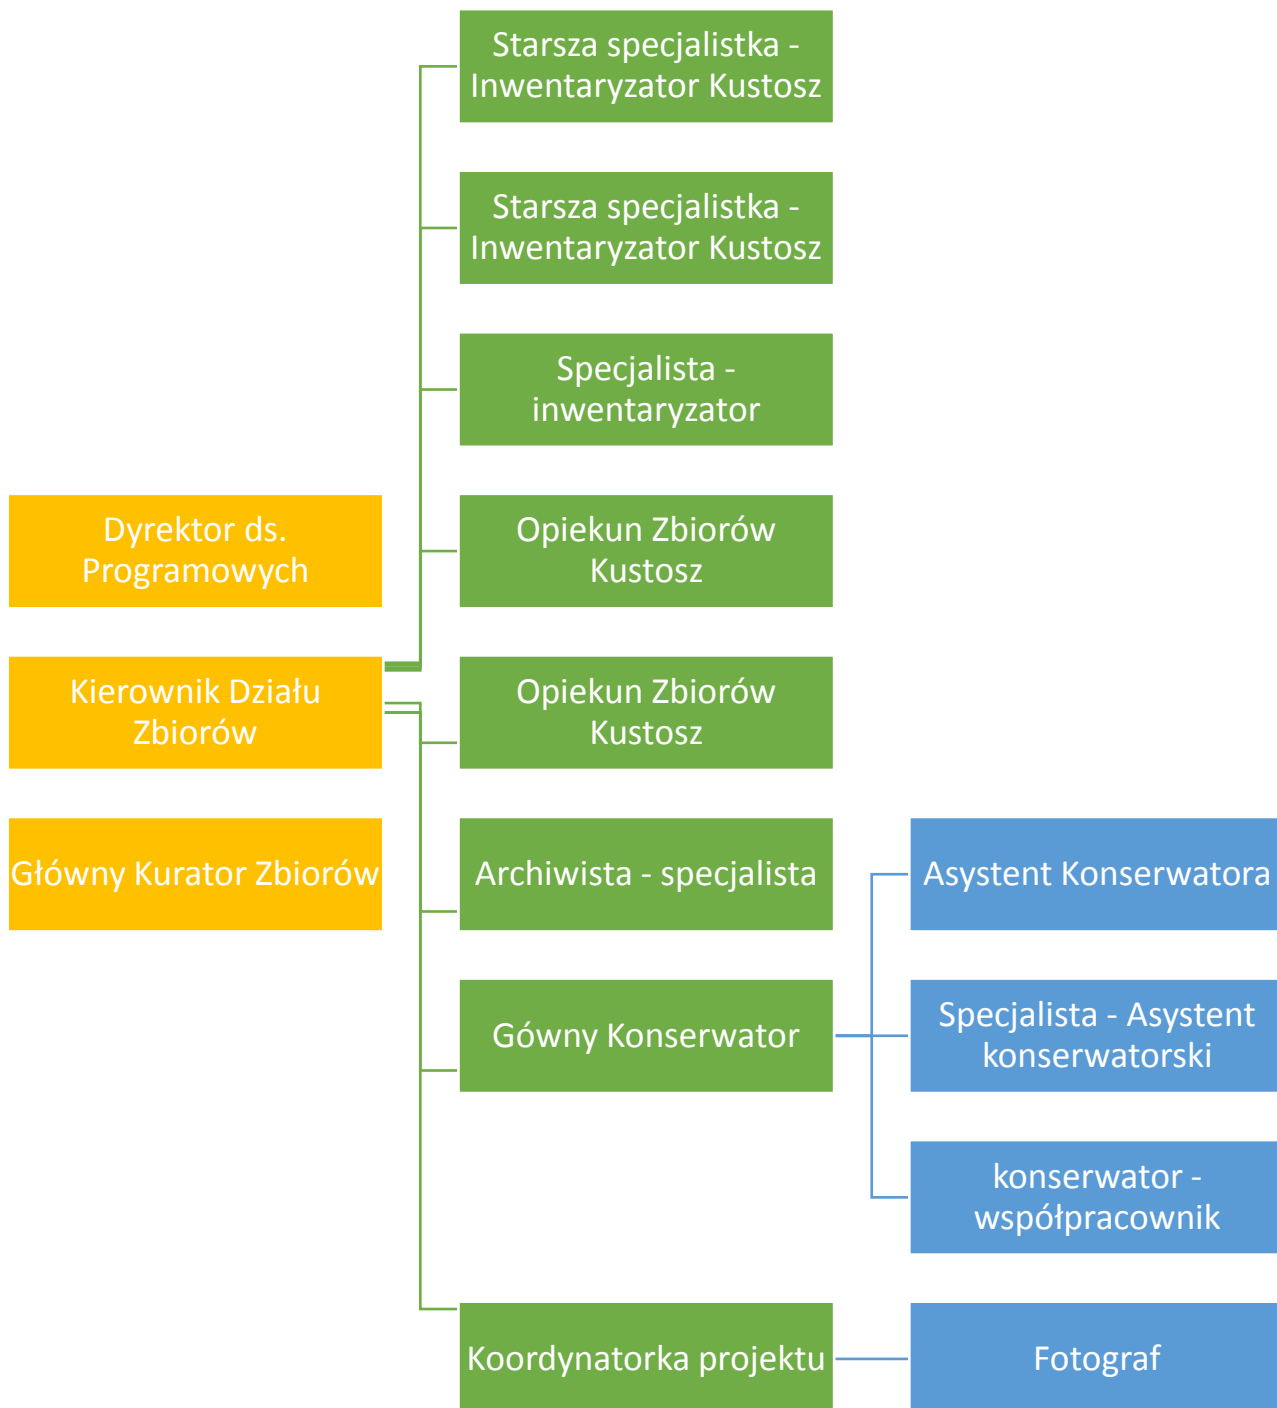 Starsza specjalistka -
Inwentaryzator Kustosz
Starsza specjalistka -
Inwentaryzator Kustosz
Specjalista -
inwentaryzator
Dyrektor ds.
Programowych
Opiekun Zbiorów
Kustosz
Kierownik Działu
Zbiorów
Opiekun Zbiorów
Kustosz
Główny Kurator Zbiorów
Archiwista - specjalista
Asystent Konserwatora
Gówny Konserwator
Specjalista - Asystent
konserwatorski
konserwator -
współpracownik
Koordynatorka projektu
Fotograf